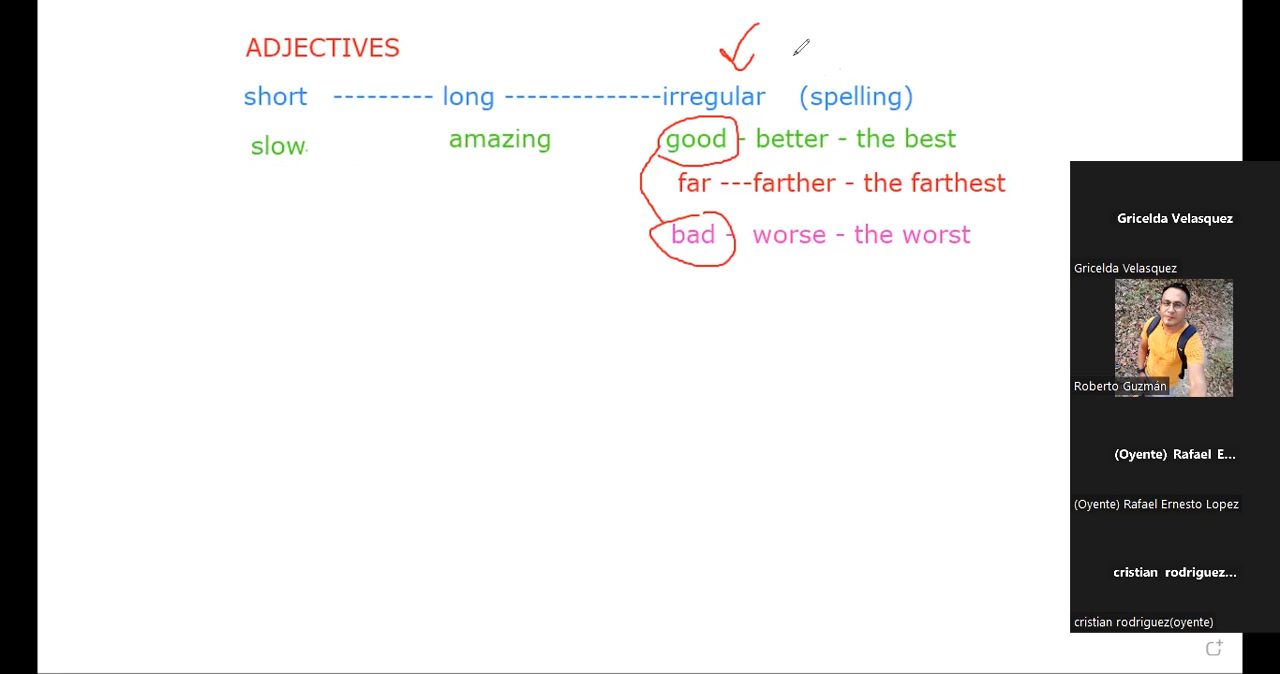 ADJECTIVES
short --------- long --------------irregular (spelling)
slow amazing good - better - the best
far ---farther - the farthest
bad - worse - the worst
Gricelda Velasquez
Gricelda Velasquez
Roberto Guzmán
(Oyente) Rafael E...
(Oyente) Rafael Ernesto Lopez
cristian rodriguez...
cristian rodriguez(oyente)